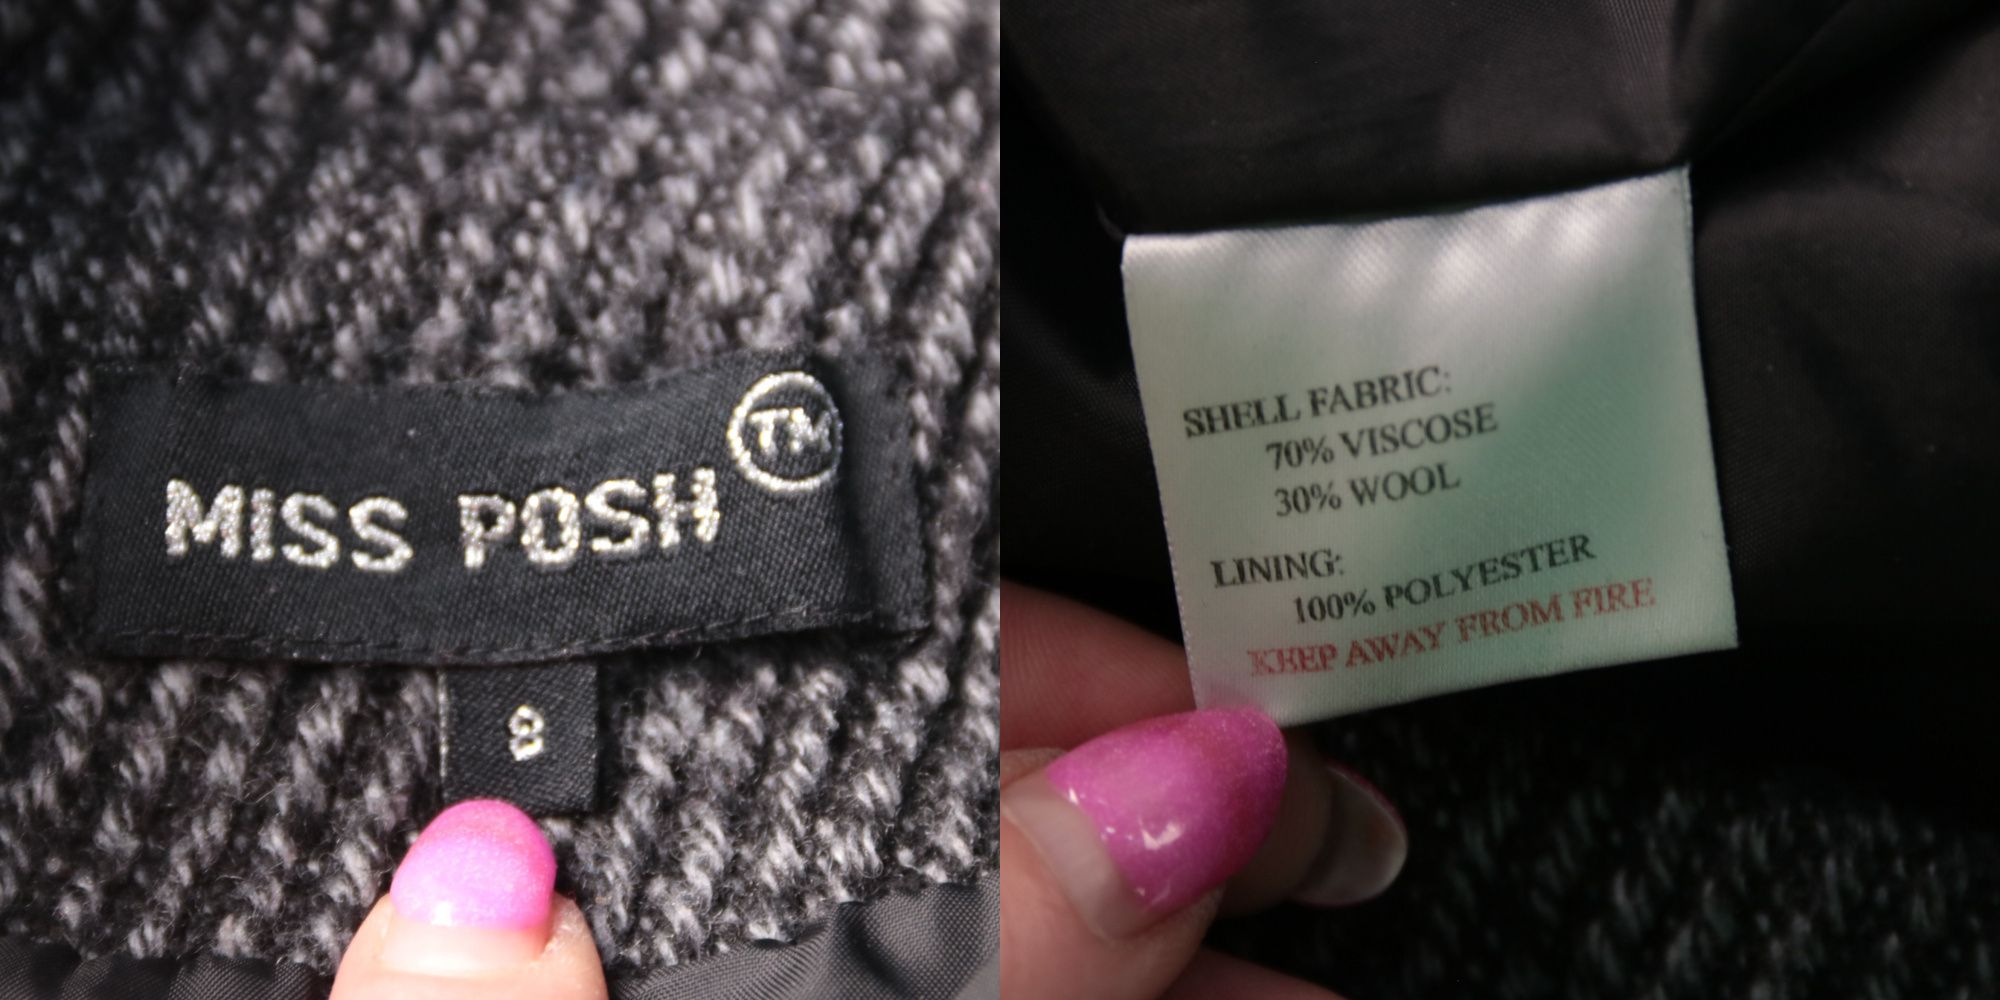 MISS POSH TM
8
SHELL FABRIC:
70% VISCOSE
30% WOOL
LINING:
100% POLYESTER
KEEP AWAY FROM FIRE